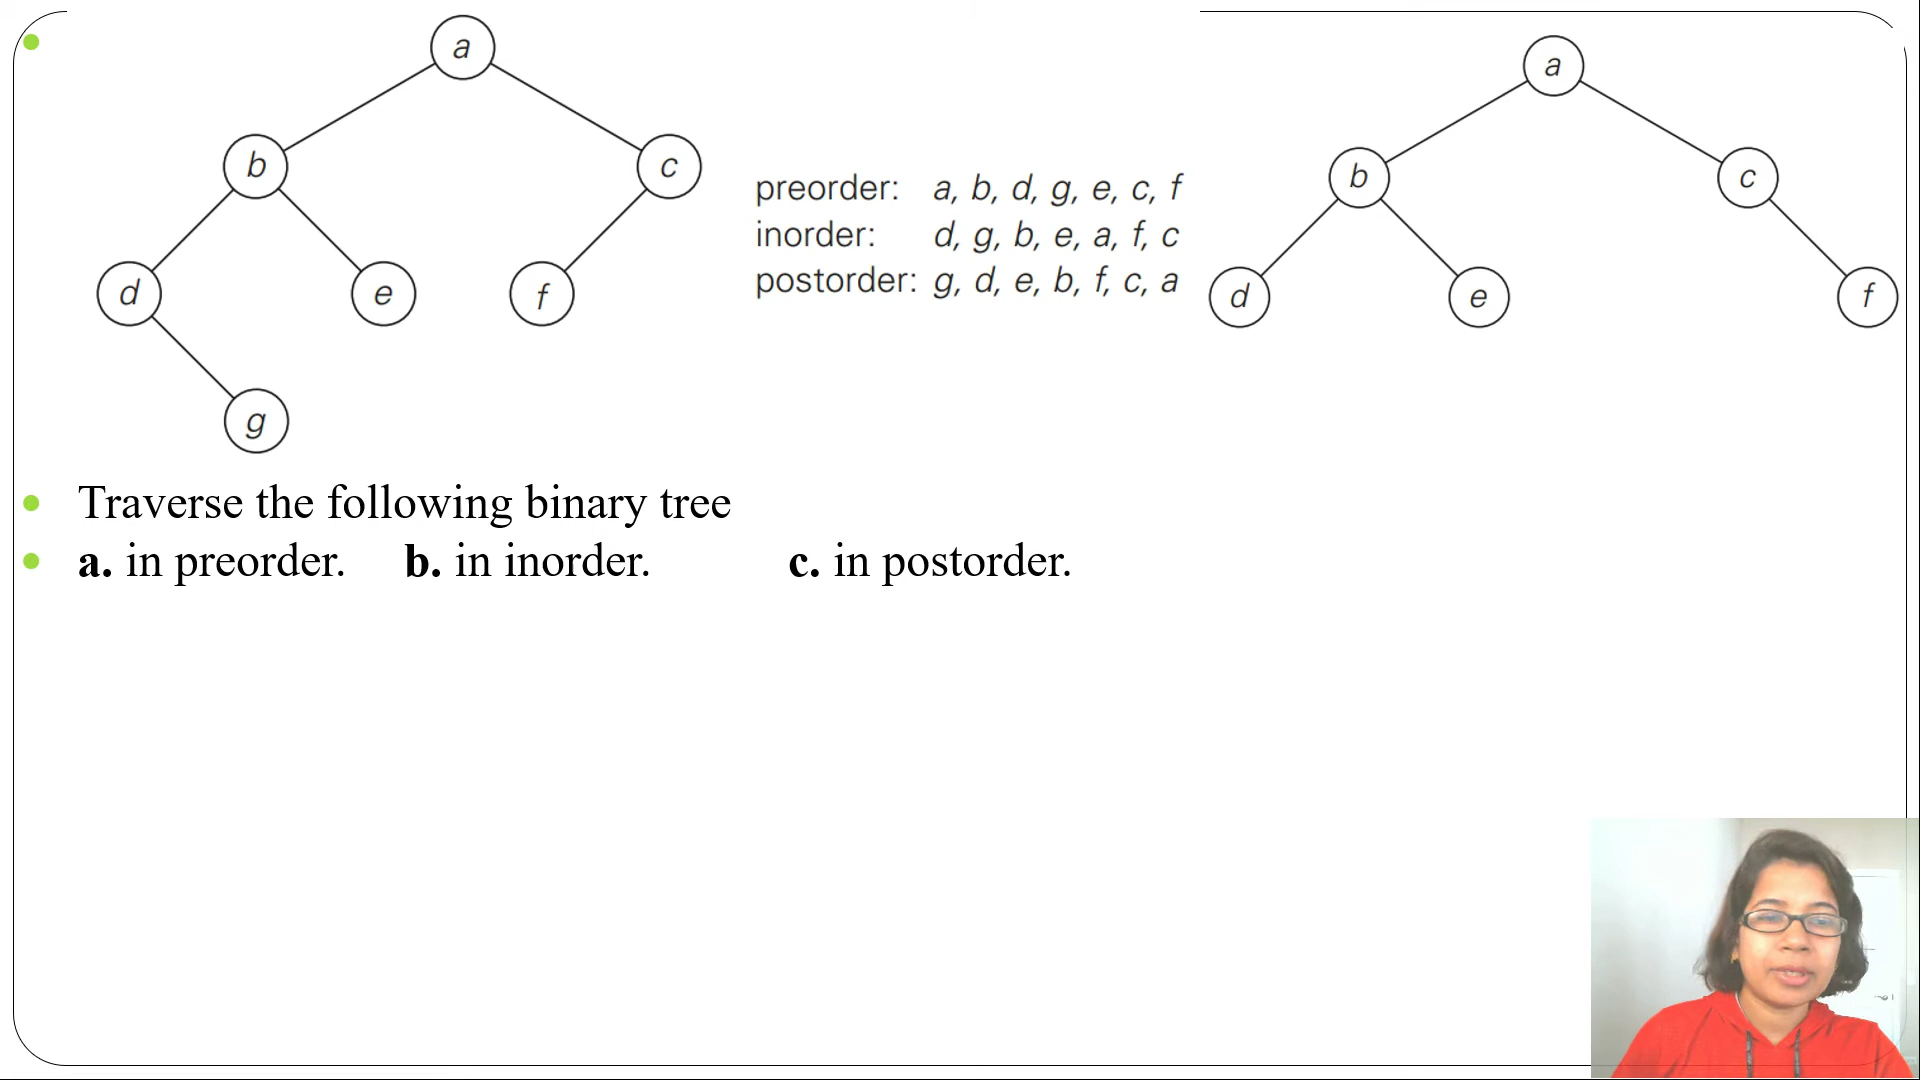 a
b
c
d
e
f
g
preorder: a, b, d, g, e, c, f
inorder: d, g, b, e, a, f, c
postorder: g, d, e, b, f, c, a
a
b
c
d
e
f
Traverse the following binary tree
a. in preorder. b. in inorder. c. in postorder.